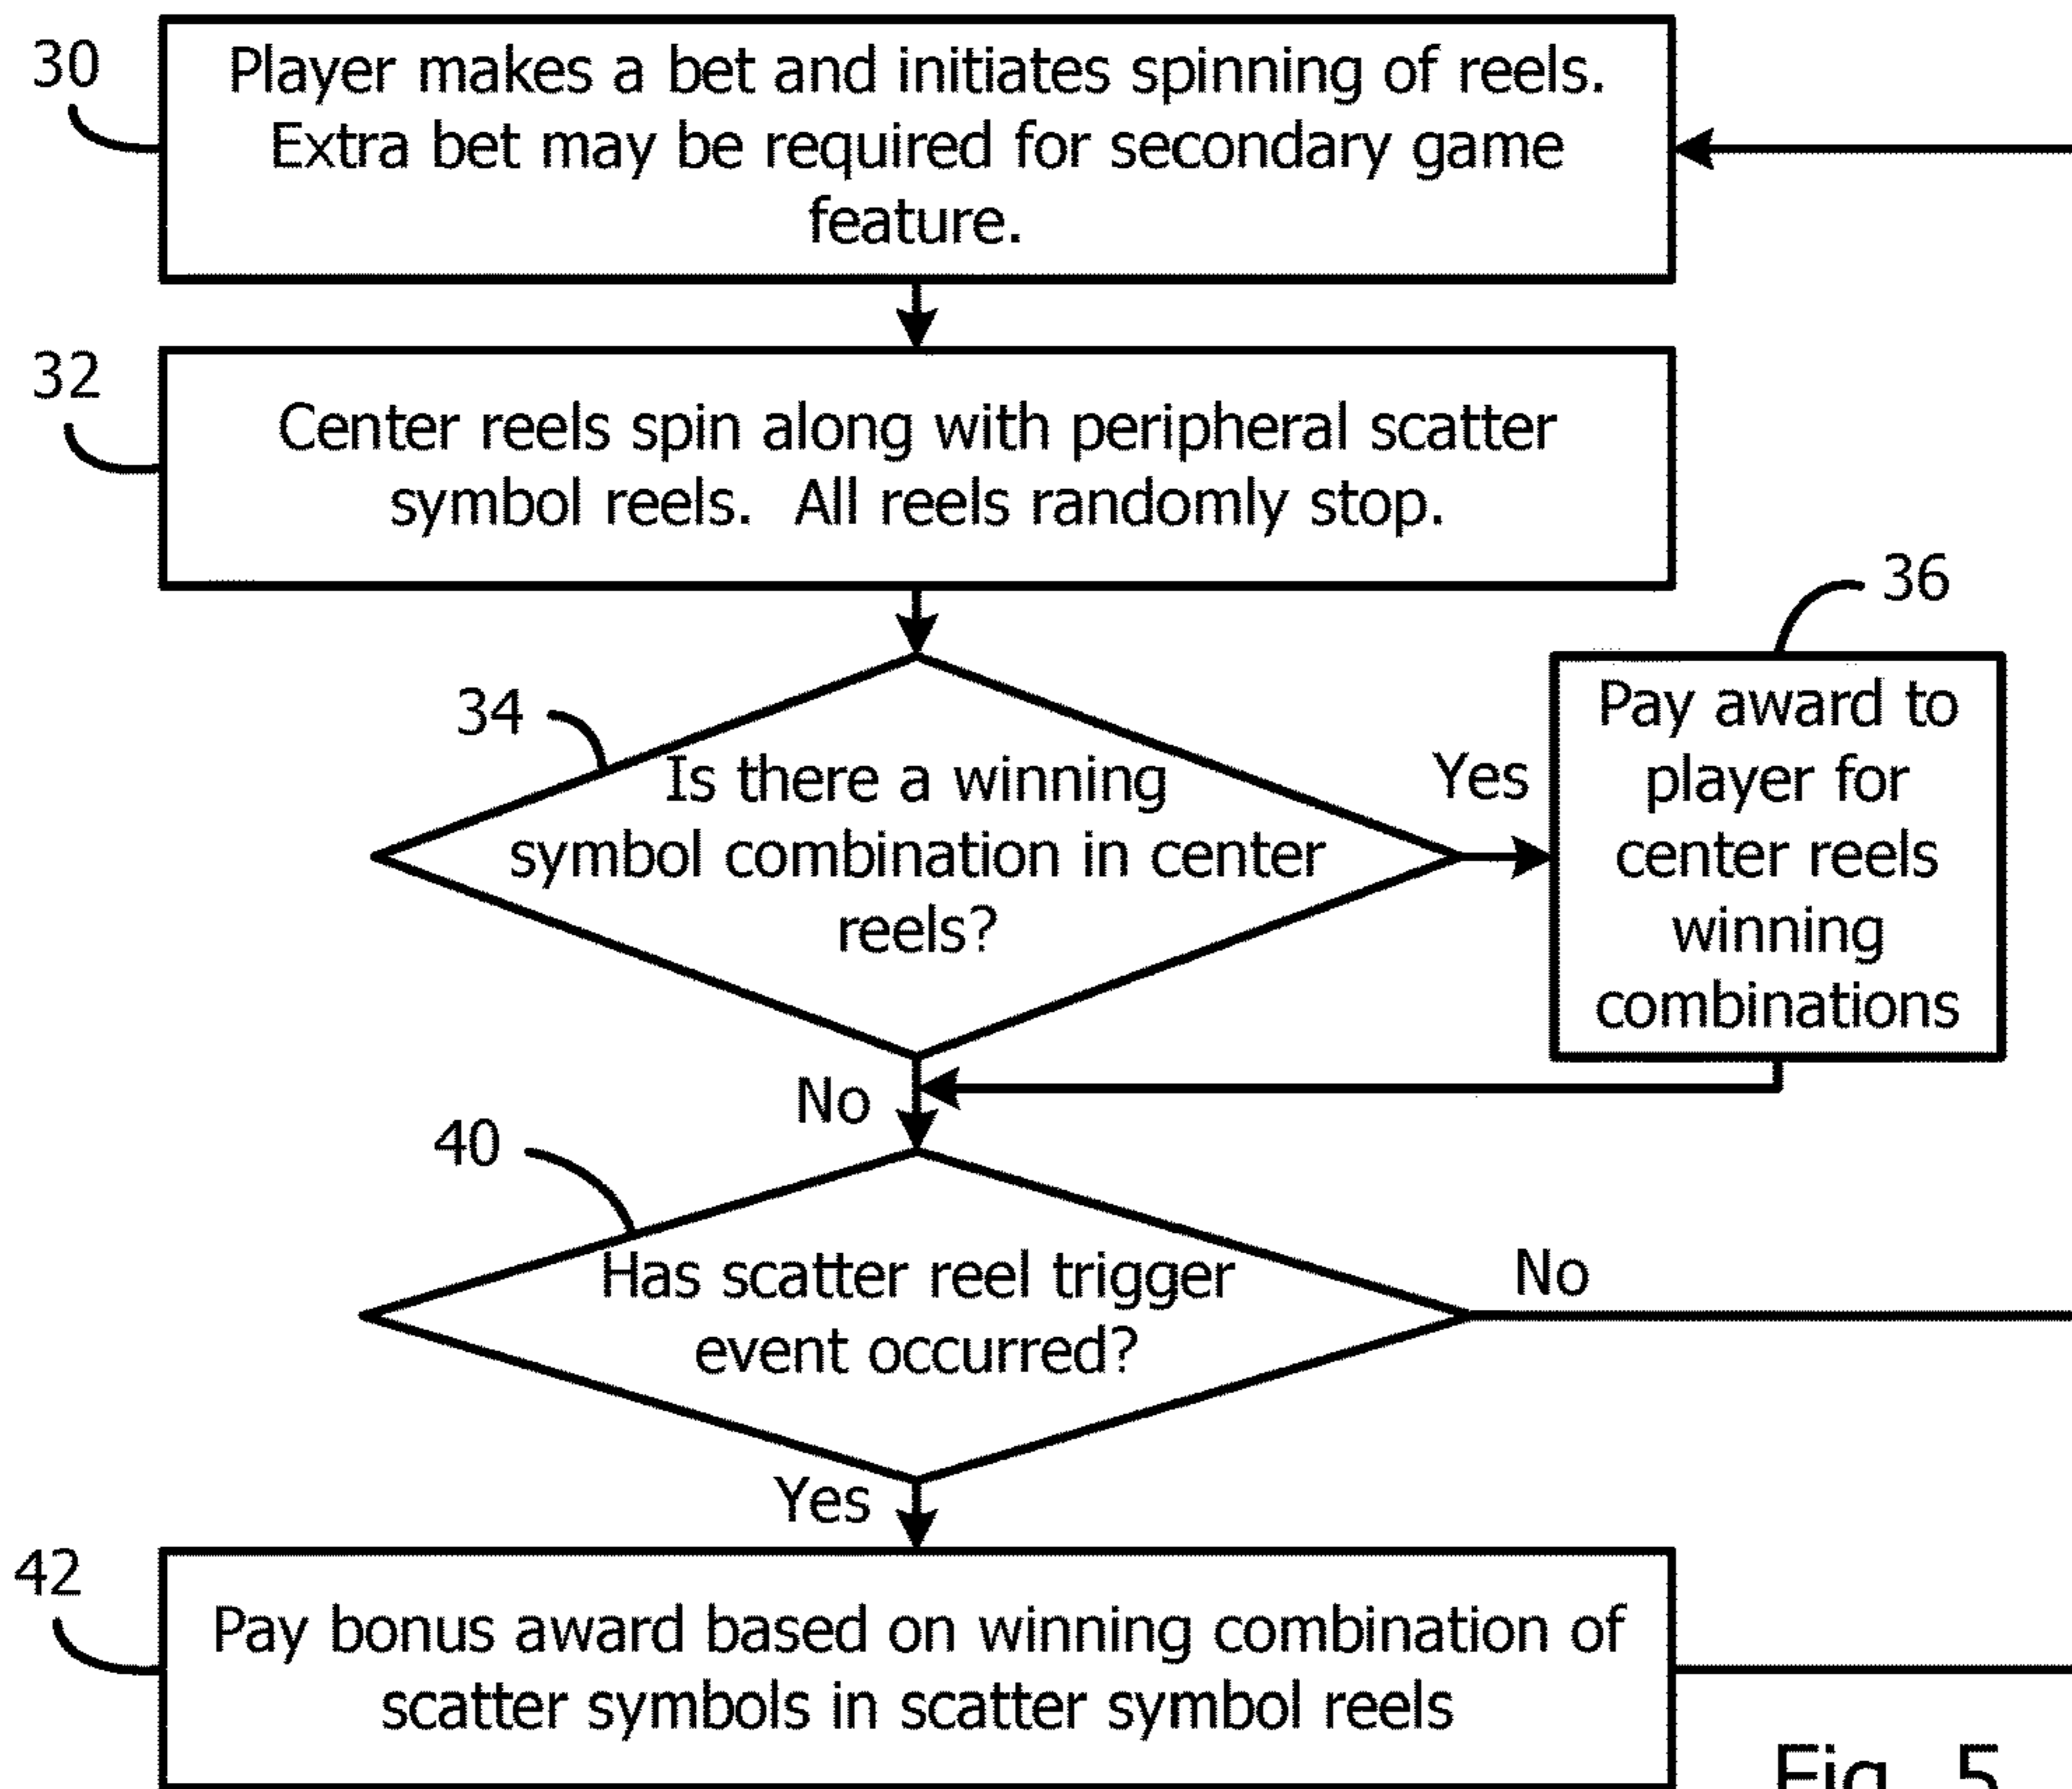 30
Player makes a bet and initiates spinning of reels.
Extra bet may be required for secondary game
feature.
32
Center reels spin along with peripheral scatter
symbol reels. All reels randomly stop.
36
Pay award to
player for
center reels
winning
combinations
34
Is there a winning
symbol combination in center
reels?
Yes
No
40
Has scatter reel trigger
event occurred?
No
Yes
42
Pay bonus award based on winning combination of
scatter symbols in scatter symbol reels
Fig. 5